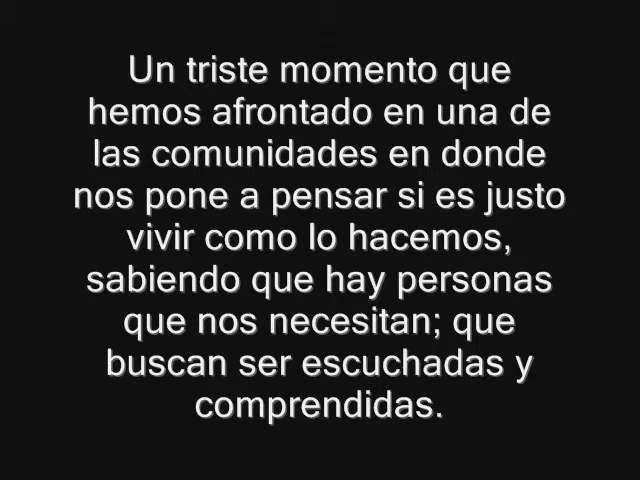 Un triste momento que
hemos afrontado en una de
las comunidades en donde
nos pone a pensar si es justo
vivir como lo hacemos,
sabiendo que hay personas
que nos necesitan; que
buscan ser escuchadas y
comprendidas.